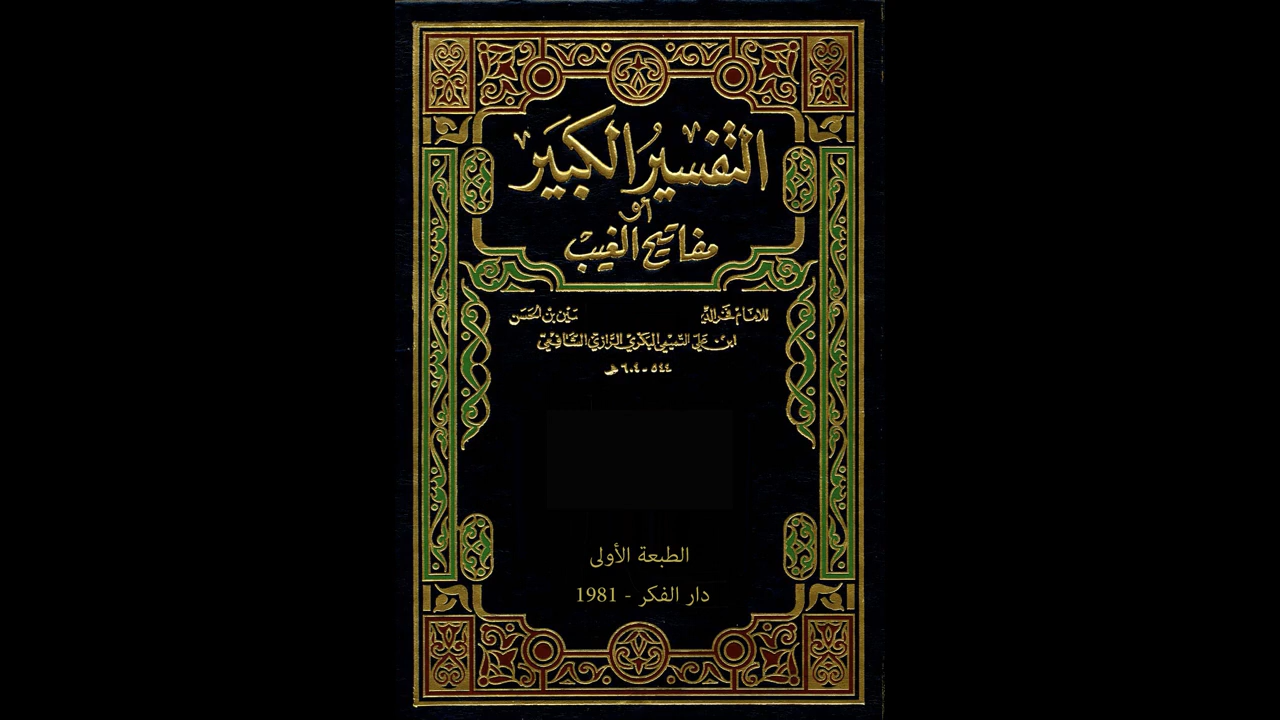 التفسير الكبير
أو
مفاتيح الغيب
للإمام فخر الدين بن الحسن
ابن علي التميمي البكري الرازي الشافعي
٥٤٤ - ٦٠٤ هـ
الطبعة الأولى
دار الفكر - 1981